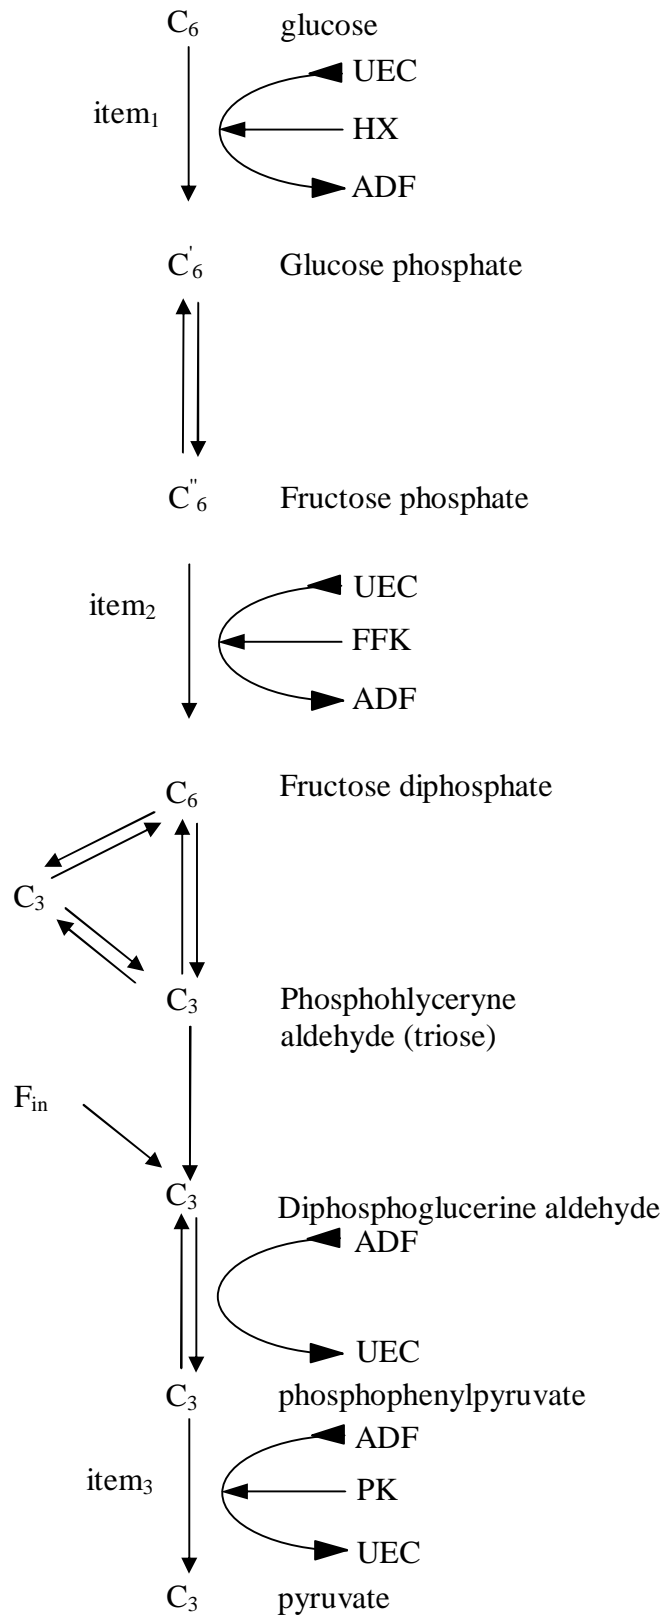 C₆ glucose
UEC
item₁ HX
ADF
C'₆ Glucose phosphate
C"₆ Fructose phosphate
UEC
item₂ FFK
ADF
C₆ Fructose diphosphate
C₃
C₃ Phosphohlyceryne
aldehyde (triose)
Fᵢₙ
C₃ Diphosphoglucerine aldehyde
ADF
UEC
C₃ phosphophenylpyruvate
ADF
item₃ PK
UEC
C₃ pyruvate